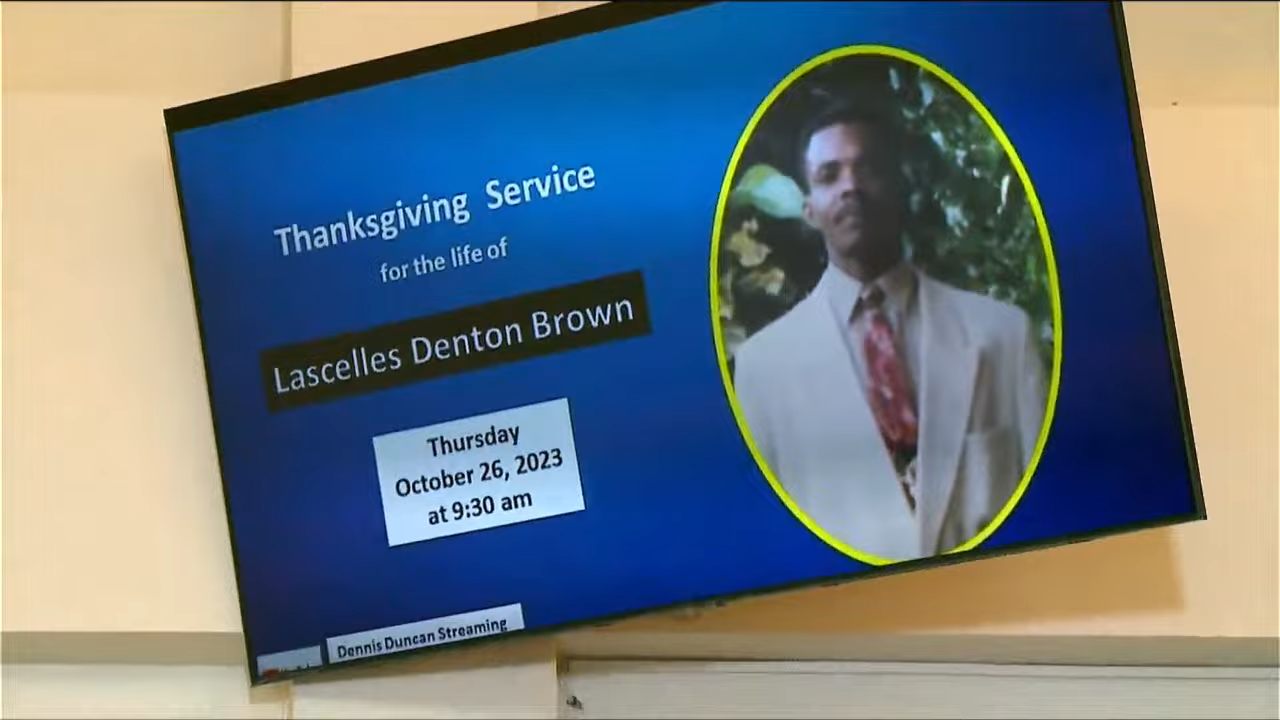 Thanksgiving Service
for the life of
Lascelles Denton Brown
Thursday
October 26, 2023
at 9:30 am
Dennis Duncan Streaming